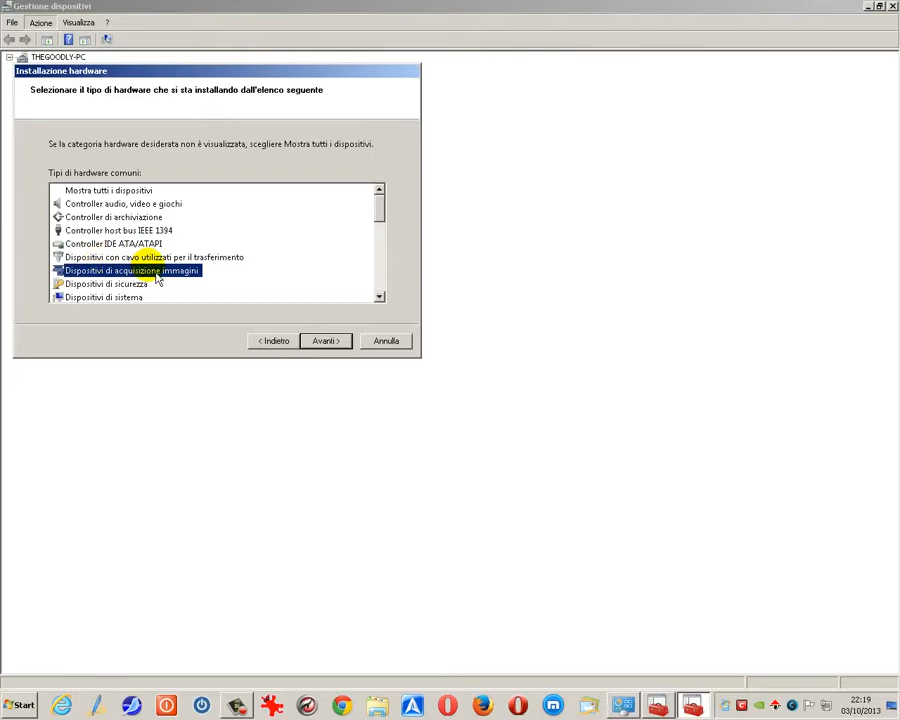 Gestione dispositivi
File Azione Visualizza ?
THEGOODLY-PC
Installazione hardware
Selezionare il tipo di hardware che si sta installando dall'elenco seguente
Se la categoria hardware desiderata non è visualizzata, scegliere Mostra tutti i dispositivi.
Tipi di hardware comuni:
Mostra tutti i dispositivi
Controller audio, video e giochi
Controller di archiviazione
Controller host bus IEEE 1394
Controller IDE ATA/ATAPI
Dispositivi con cavo utilizzati per il trasferimento
Dispositivi di acquisizione immagini
Dispositivi di sicurezza
Dispositivi di sistema
< Indietro Avanti > Annulla
Start
22:19
03/10/2013